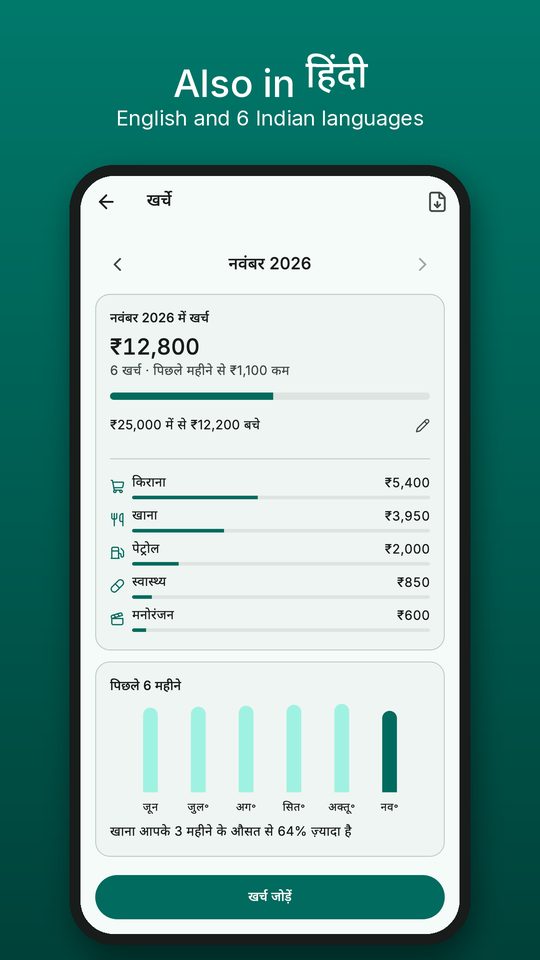 Also in हिंदी
English and 6 Indian languages
खर्चे
नवंबर 2026
नवंबर 2026 में खर्च
₹12,800
6 खर्च · पिछले महीने से ₹1,100 कम
₹25,000 में से ₹12,200 बचे
किराना ₹5,400
खाना ₹3,950
पेट्रोल ₹2,000
स्वास्थ्य ₹850
मनोरंजन ₹600
पिछले 6 महीने
जून जुल॰ अग॰ सित॰ अक्तू॰ नव॰
खाना आपके 3 महीने के औसत से 64% ज़्यादा है
खर्च जोड़ें